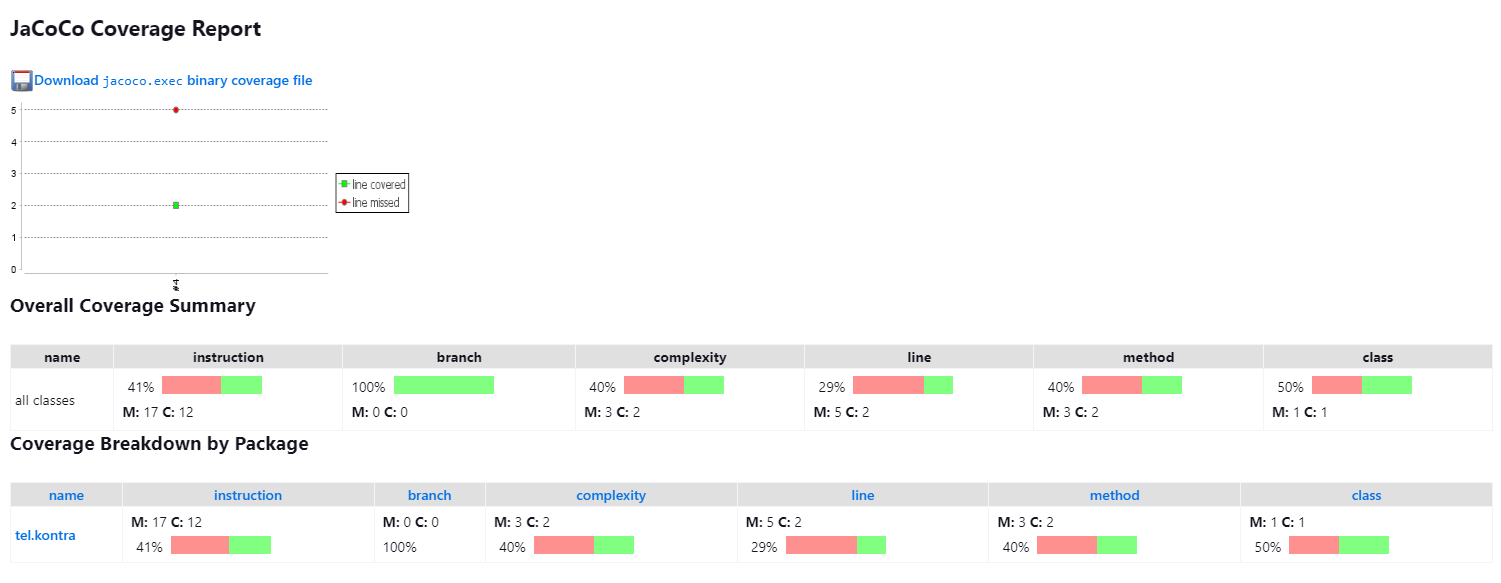 JaCoCo Coverage Report
Download jacoco.exec binary coverage file
5
4
3
2
1
0
line covered
line missed
Overall Coverage Summary
name instruction branch complexity line method class
all classes
41% 100% 40% 29% 40% 50%
M: 17 C: 12 M: 0 C: 0 M: 3 C: 2 M: 5 C: 2 M: 3 C: 2 M: 1 C: 1
Coverage Breakdown by Package
name instruction branch complexity line method class
tel.kontra
M: 17 C: 12 M: 0 C: 0 M: 3 C: 2 M: 5 C: 2 M: 3 C: 2 M: 1 C: 1
41% 100% 40% 29% 40% 50%